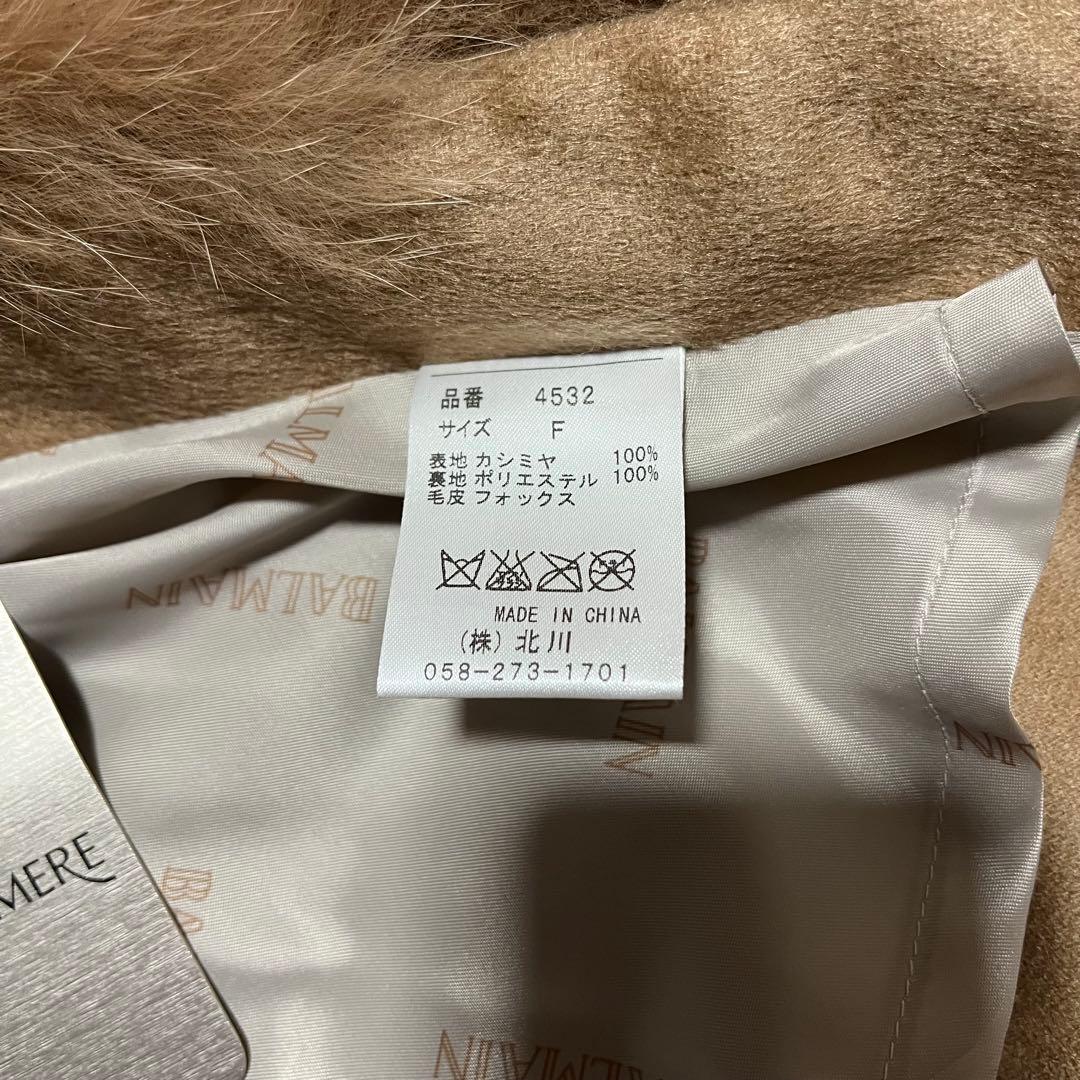 品番 4532
サイズ F
表地 カシミヤ 100%
裏地 ポリエステル 100%
毛皮 フォックス
MADE IN CHINA
(株)北川
058-273-1701
BALMAIN
BALMAIN